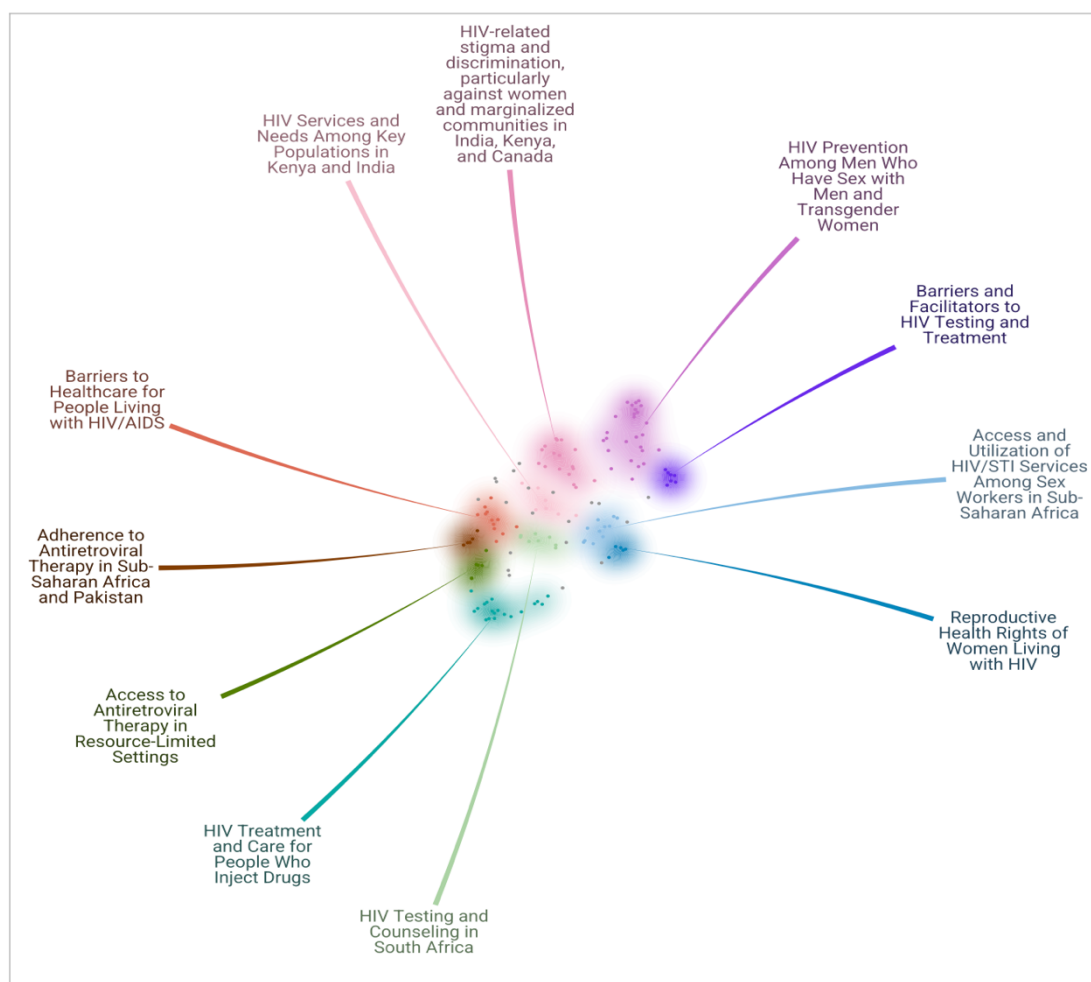 HIV-related
stigma and
discrimination,
particularly
against women
and marginalized
communities in
India, Kenya,
and Canada
HIV Services and
Needs Among Key
Populations in
Kenya and India
HIV Prevention
Among Men Who
Have Sex with
Men and
Transgender
Women
Barriers and
Facilitators to
HIV Testing and
Treatment
Barriers to
Healthcare for
People Living
with HIV/AIDS
Access and
Utilization of
HIV/STI Services
Among Sex
Workers in Sub-
Saharan Africa
Adherence to
Antiretroviral
Therapy in Sub-
Saharan Africa
and Pakistan
Reproductive
Health Rights of
Women Living
with HIV
Access to
Antiretroviral
Therapy in
Resource-Limited
Settings
HIV Treatment
and Care for
People Who
Inject Drugs
HIV Testing and
Counseling in
South Africa